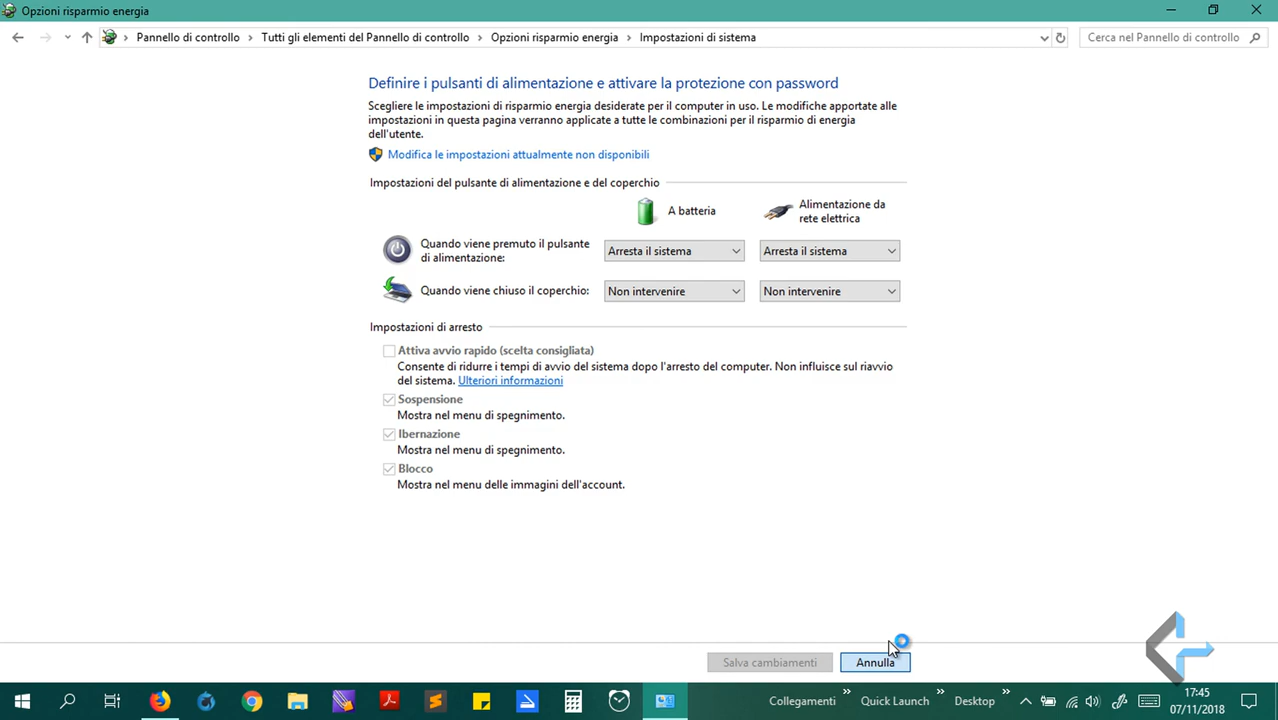 Opzioni risparmio energia
Pannello di controllo > Tutti gli elementi del Pannello di controllo > Opzioni risparmio energia > Impostazioni di sistema
Cerca nel Pannello di controllo
Definire i pulsanti di alimentazione e attivare la protezione con password
Scegliere le impostazioni di risparmio energia desiderate per il computer in uso. Le modifiche apportate alle
impostazioni in questa pagina verranno applicate a tutte le combinazioni per il risparmio di energia
dell'utente.
Modifica le impostazioni attualmente non disponibili
Impostazioni del pulsante di alimentazione e del coperchio
A batteria
Alimentazione da
rete elettrica
Quando viene premuto il pulsante
di alimentazione:
Arresta il sistema
Arresta il sistema
Quando viene chiuso il coperchio:
Non intervenire
Non intervenire
Impostazioni di arresto
Attiva avvio rapido (scelta consigliata)
Consente di ridurre i tempi di avvio del sistema dopo l'arresto del computer. Non influisce sul riavvio
del sistema. Ulteriori informazioni
Sospensione
Mostra nel menu di spegnimento.
Ibernazione
Mostra nel menu di spegnimento.
Blocco
Mostra nel menu delle immagini dell'account.
Salva cambiamenti
Annulla
Collegamenti
Quick Launch
Desktop
17:45
07/11/2018